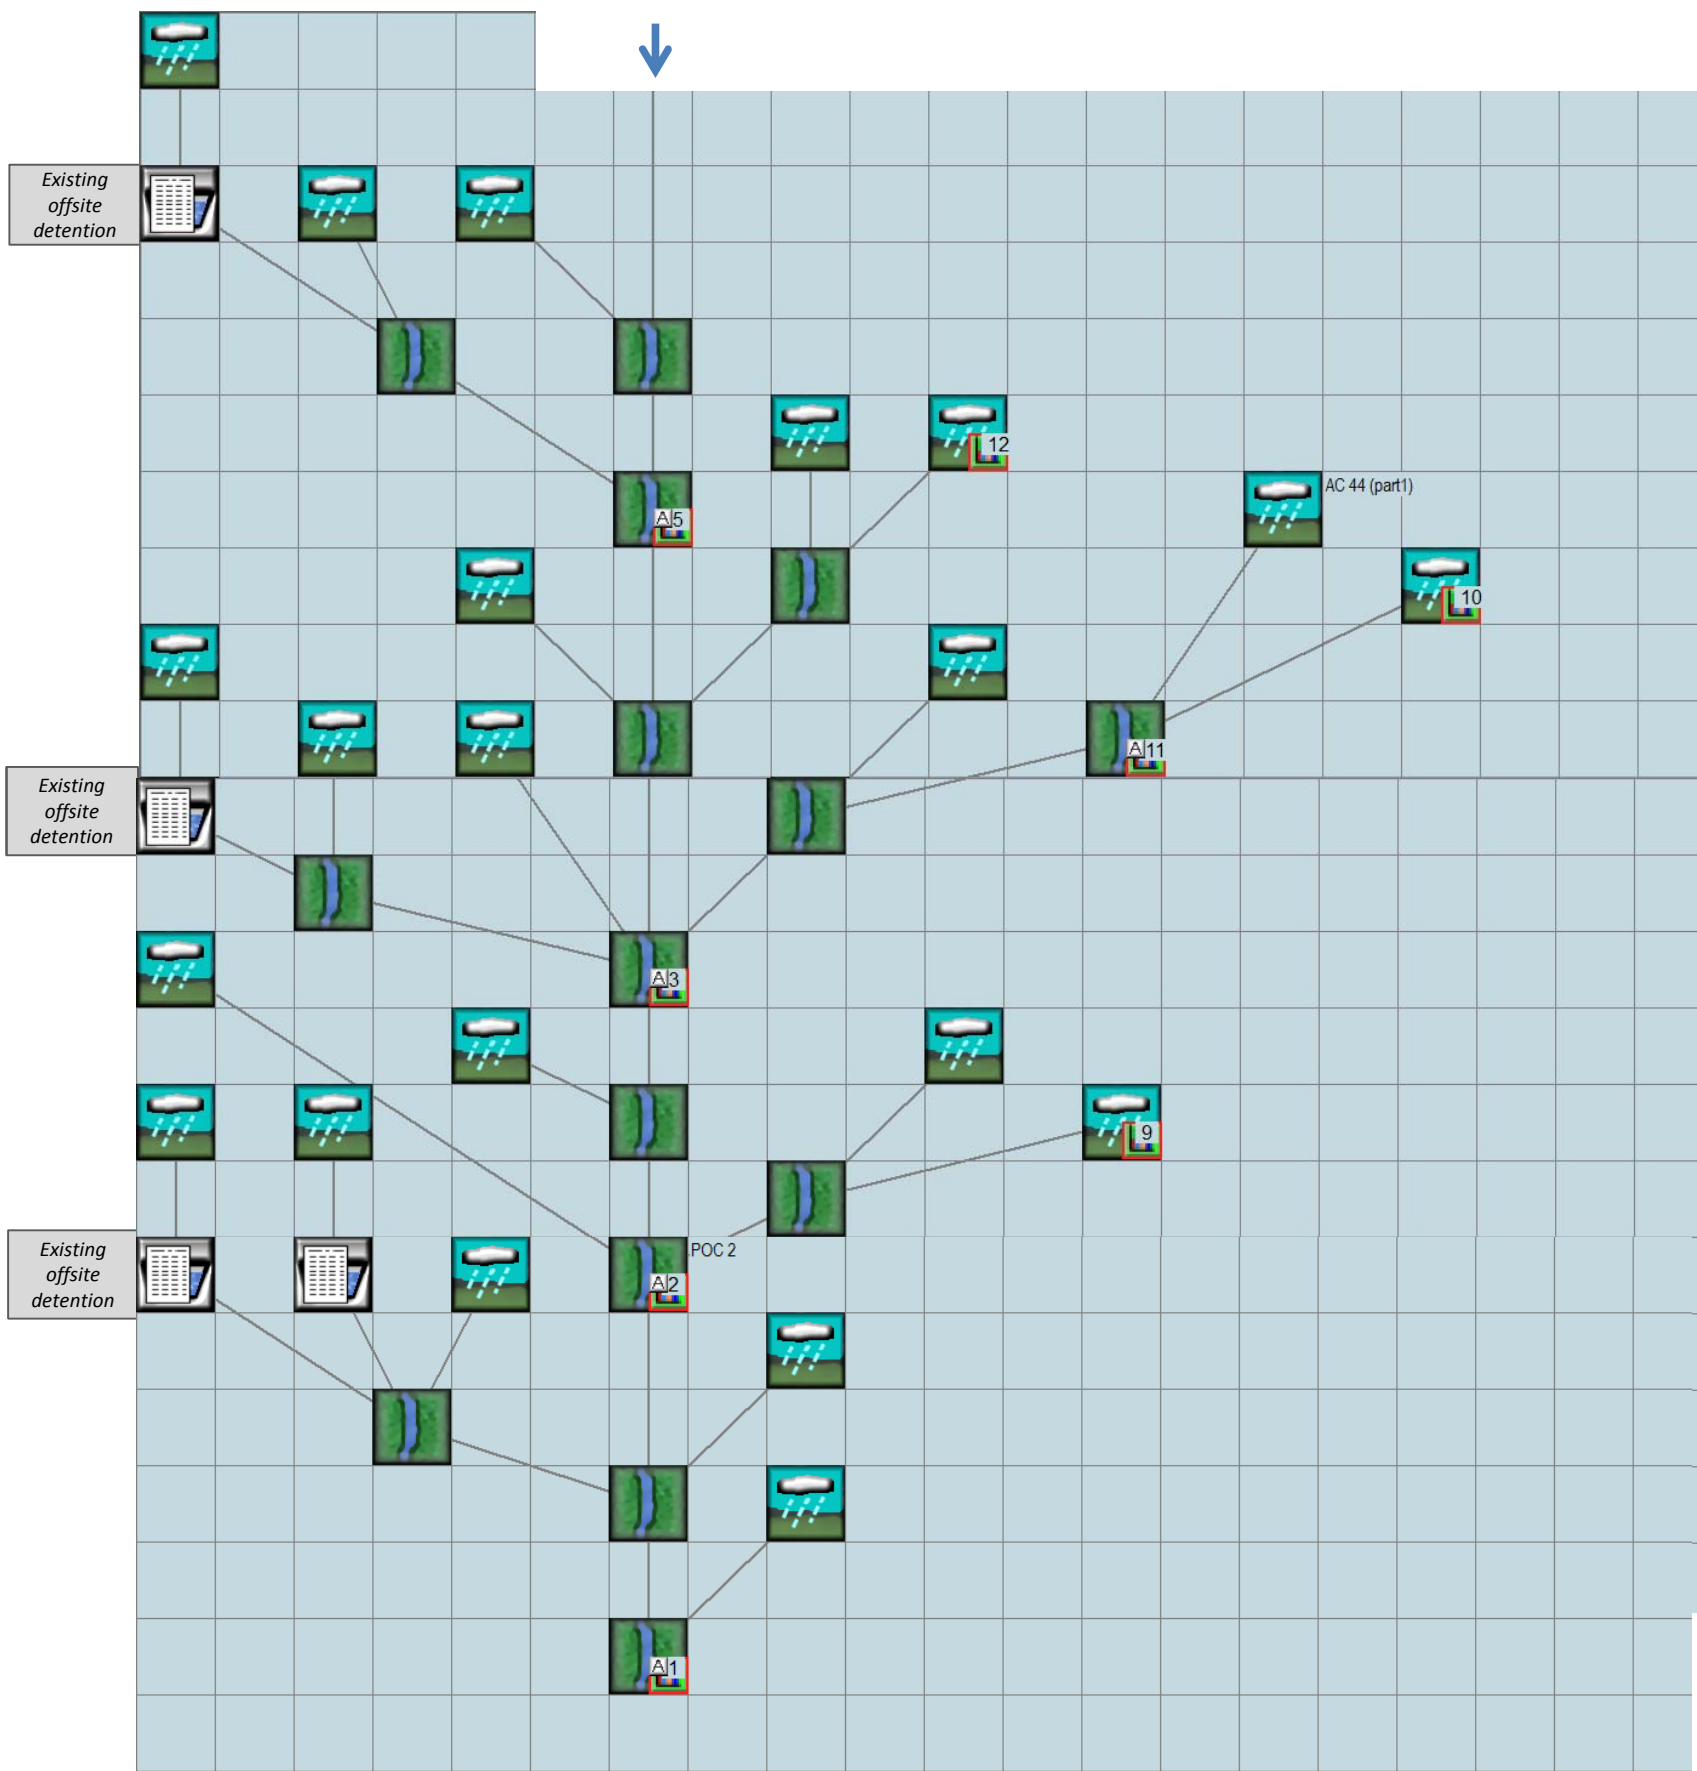 Existing
offsite
detention
12
AC 44 (part1)
A 5
10
A 11
Existing
offsite
detention
A 3
9
Existing
offsite
detention
.POC 2
A 2
A 1